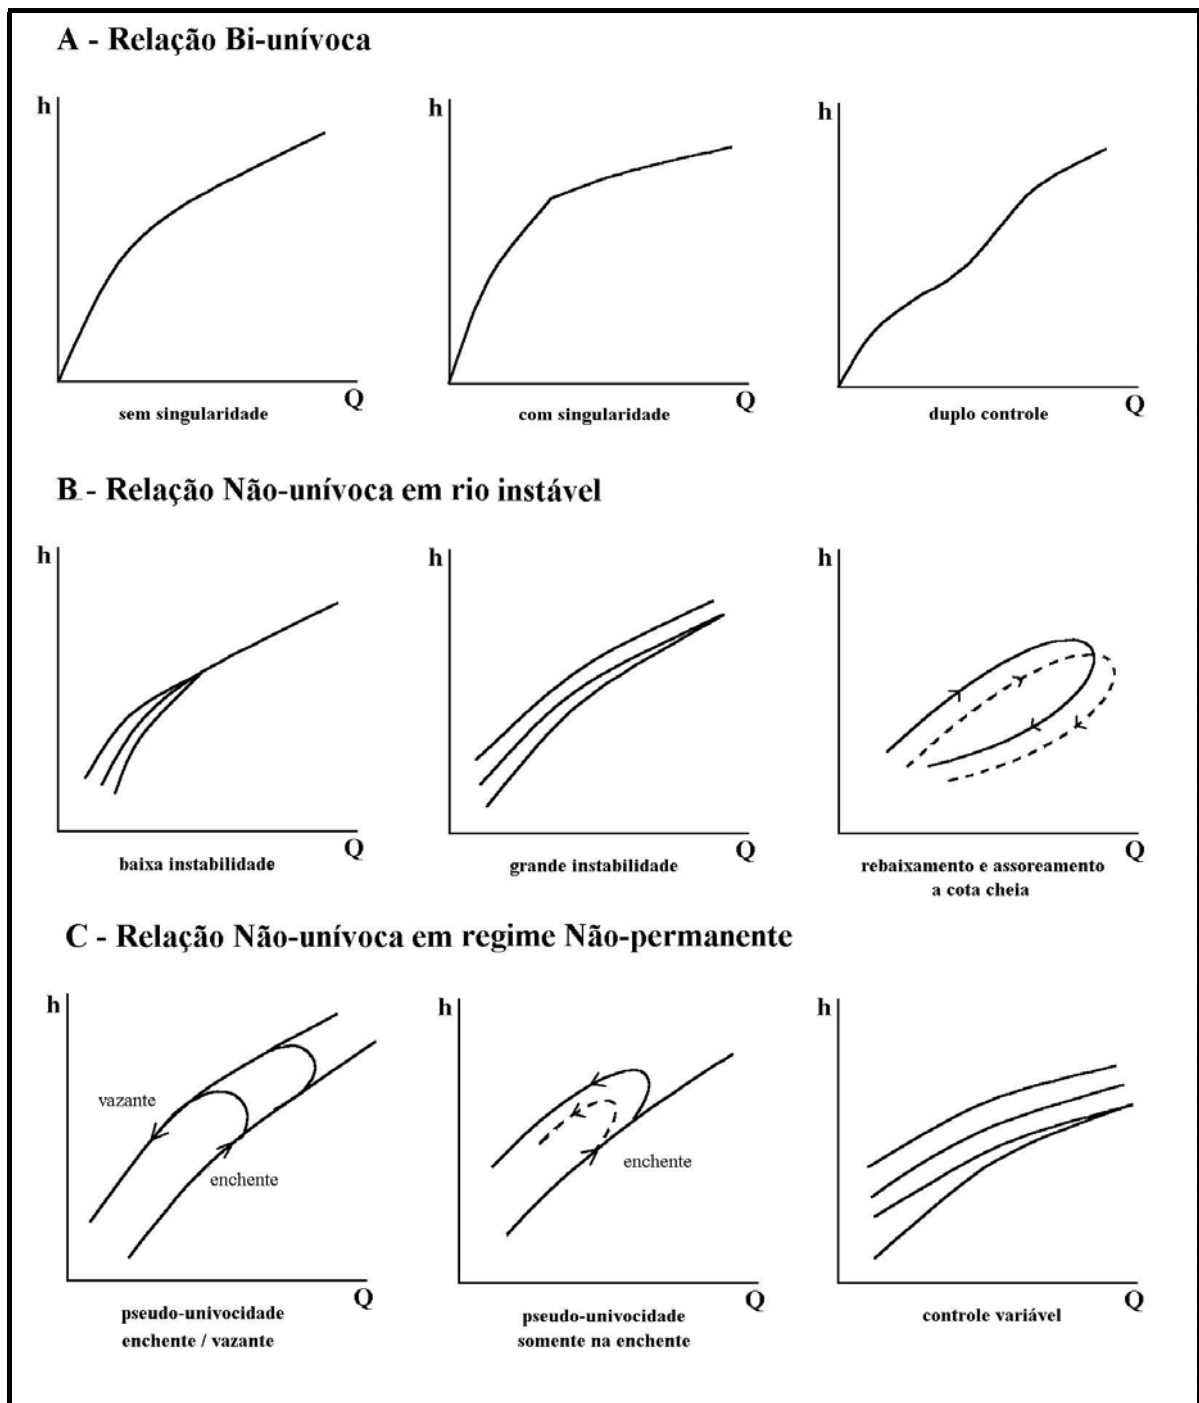 A - Relação Bi-unívoca
h
h
h
Q
Q
Q
sem singularidade
com singularidade
duplo controle
B - Relação Não-unívoca em rio instável
h
h
h
Q
Q
Q
baixa instabilidade
grande instabilidade
rebaixamento e assoreamento
a cota cheia
C - Relação Não-unívoca em regime Não-permanente
h
vazante
enchente
Q
h
enchente
Q
h
Q
pseudo-univocidade
enchente / vazante
pseudo-univocidade
somente na enchente
controle variável